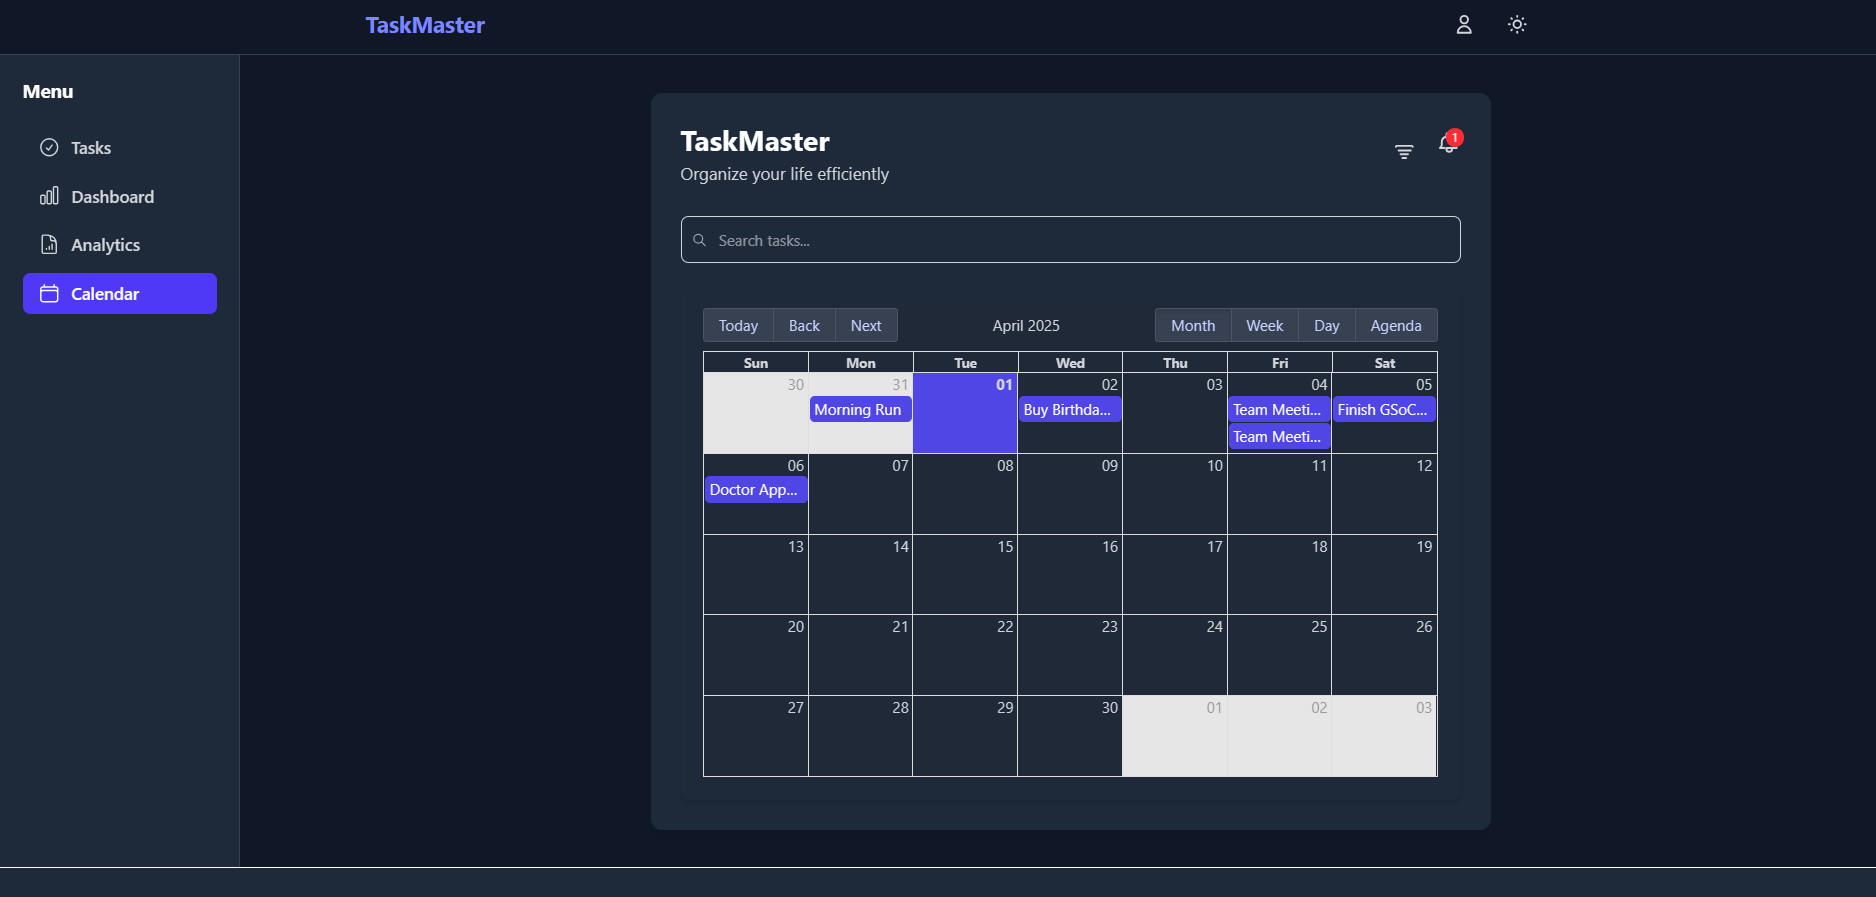 TaskMaster
Menu
Tasks
Dashboard
Analytics
Calendar
TaskMaster
Organize your life efficiently
1
Search tasks...
Today Back Next April 2025 Month Week Day Agenda
Sun Mon Tue Wed Thu Fri Sat
30 31 01 02 03 04 05
Morning Run Buy Birthda... Team Meeti... Finish GSoC...
Team Meeti...
06 07 08 09 10 11 12
Doctor App...
13 14 15 16 17 18 19
20 21 22 23 24 25 26
27 28 29 30 01 02 03